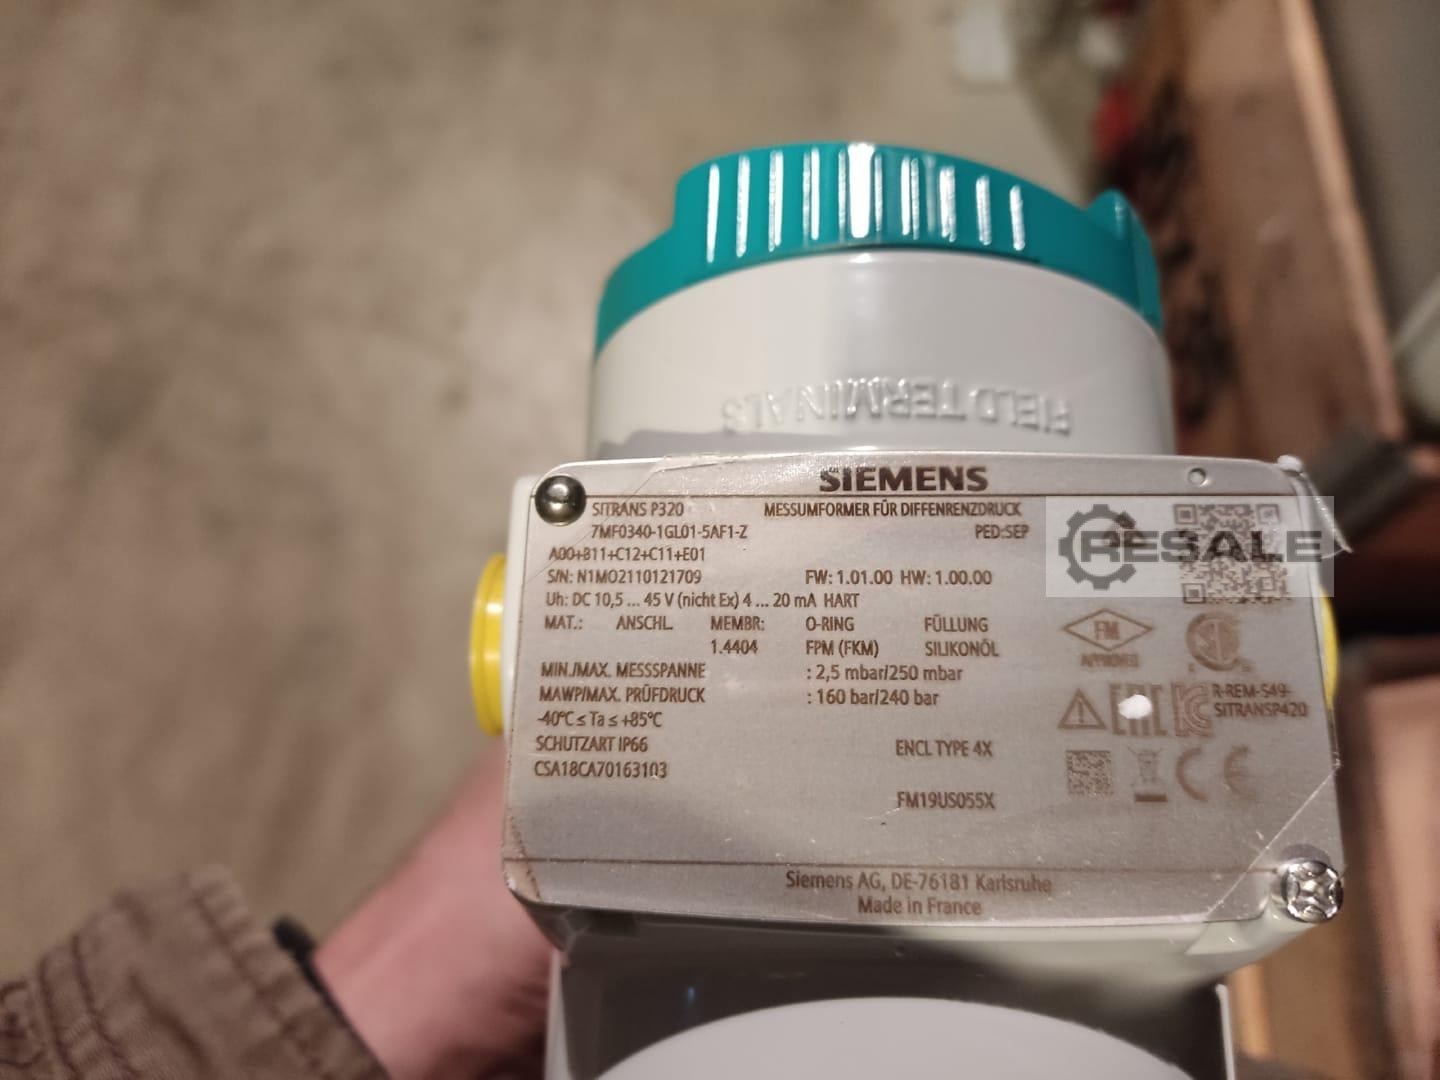 FIELD TERMINALS
SIEMENS
SITRANS P320 MESSUMFORMER FÜR DIFFENRENZDRUCK
7MF0340-1GL01-5AF1-Z PED:SEP
A00+B11+C12+C11+E01
S/N: N1MO2110121709 FW: 1.01.00 HW: 1.00.00
Uh: DC 10,5 ... 45 V (nicht Ex) 4 ... 20 mA HART
MAT.: ANSCHL. MEMBR: O-RING FÜLLUNG
1.4404 FPM (FKM) SILIKONÖL
MIN./MAX. MESSSPANNE : 2,5 mbar/250 mbar
MAWP/MAX. PRÜFDRUCK : 160 bar/240 bar
-40°C ≤ Ta ≤ +85°C
SCHUTZART IP66 ENCL TYPE 4X
CSA18CA70163103
FM19US055X
RESALE
FM
APPROVED
EAC
R-REM-S49-
SITRANSP420
CE
Siemens AG, DE-76181 Karlsruhe
Made in France